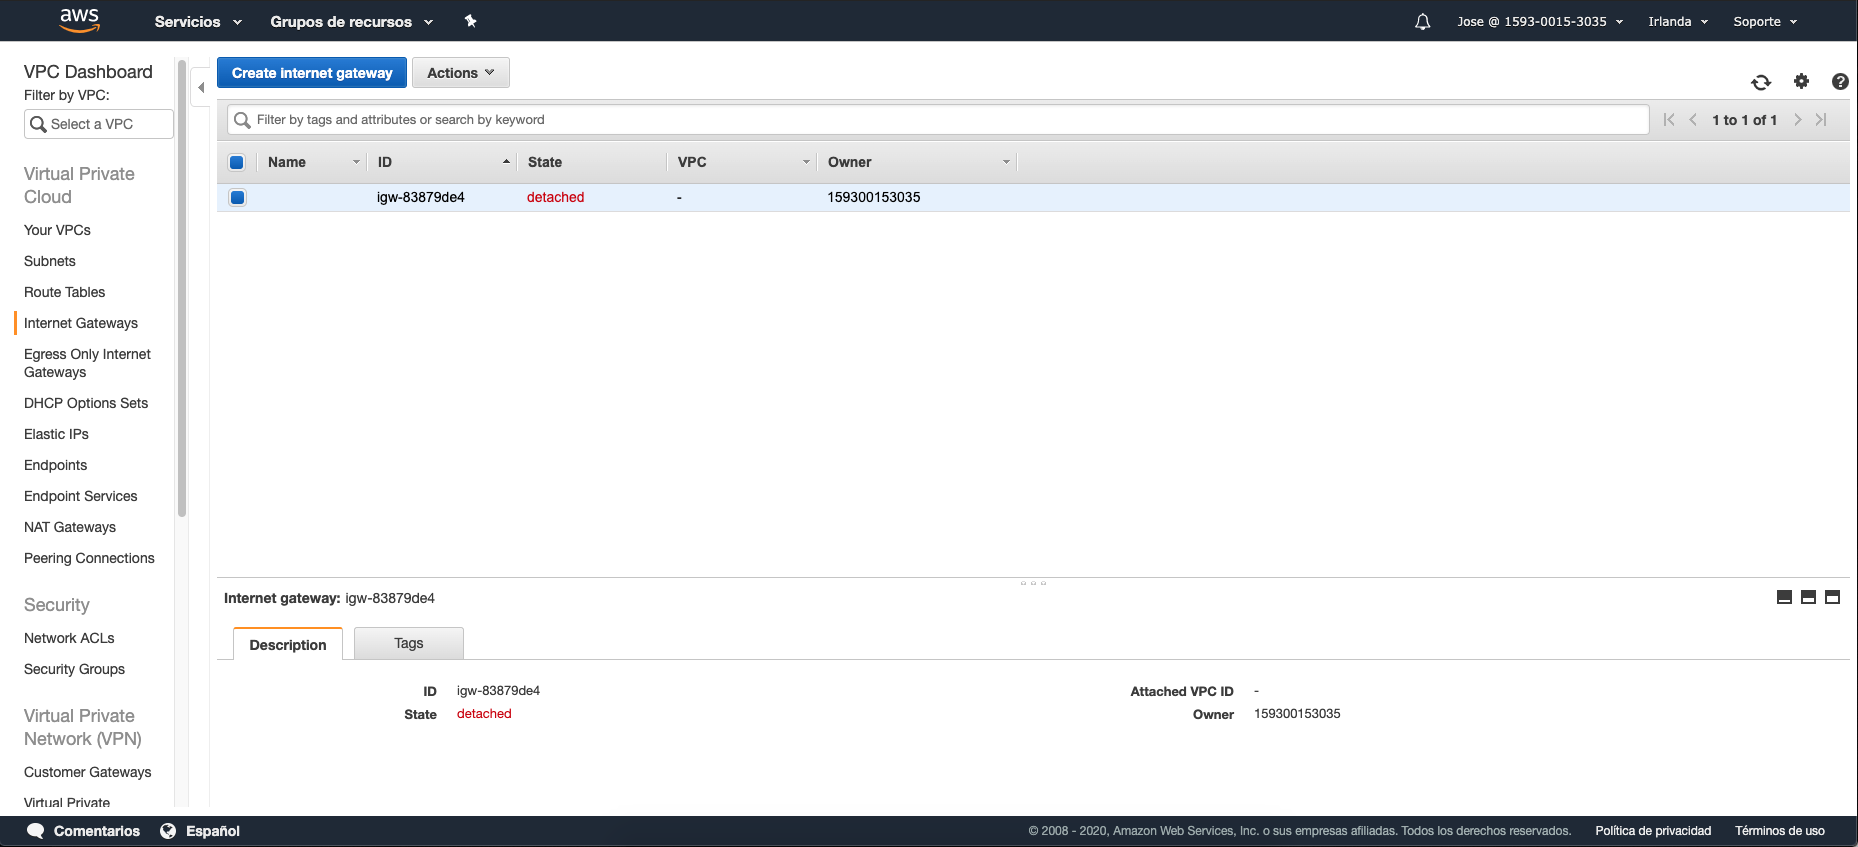 aws
Servicios
Grupos de recursos
Jose @ 1593-0015-3035
Irlanda
Soporte
VPC Dashboard
Filter by VPC:
Select a VPC
Virtual Private
Cloud
Your VPCs
Subnets
Route Tables
Internet Gateways
Egress Only Internet
Gateways
DHCP Options Sets
Elastic IPs
Endpoints
Endpoint Services
NAT Gateways
Peering Connections
Security
Network ACLs
Security Groups
Virtual Private
Network (VPN)
Customer Gateways
Virtual Private
Create internet gateway
Actions
Filter by tags and attributes or search by keyword
1 to 1 of 1
Name ID State VPC Owner
igw-83879de4 detached - 159300153035
Internet gateway: igw-83879de4
Description
Tags
ID igw-83879de4
State detached
Attached VPC ID -
Owner 159300153035
Comentarios
Español
© 2008 - 2020, Amazon Web Services, Inc. o sus empresas afiliadas. Todos los derechos reservados.
Política de privacidad
Términos de uso